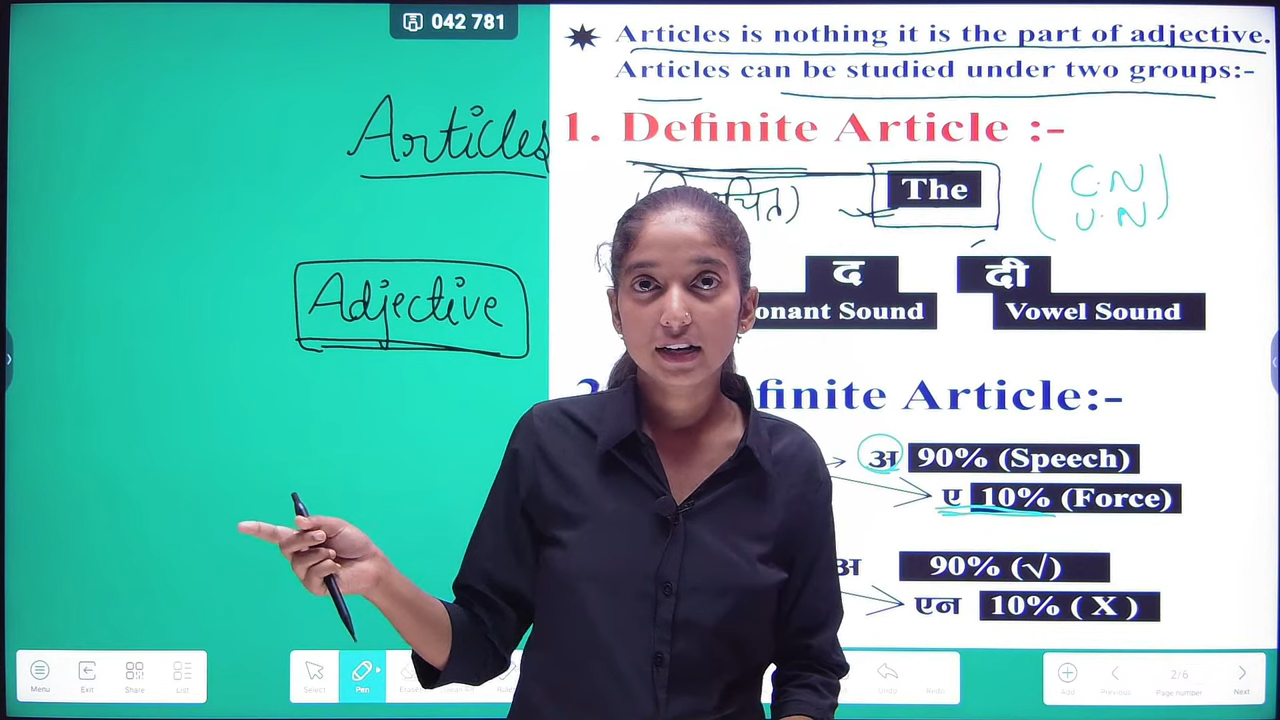 042 781
★ Articles is nothing it is the part of adjective.
Articles can be studied under two groups:-
Articles
1. Definite Article :-
The
(C.N
U.N)
Adjective
द दी
onant Sound Vowel Sound
finite Article:-
अ 90% (Speech)
ए 10% (Force)
अ 90% (√)
एन 10% ( X )
Menu Exit Share List Select Pen Undo Redo Add Previous 2/6 Page number Next